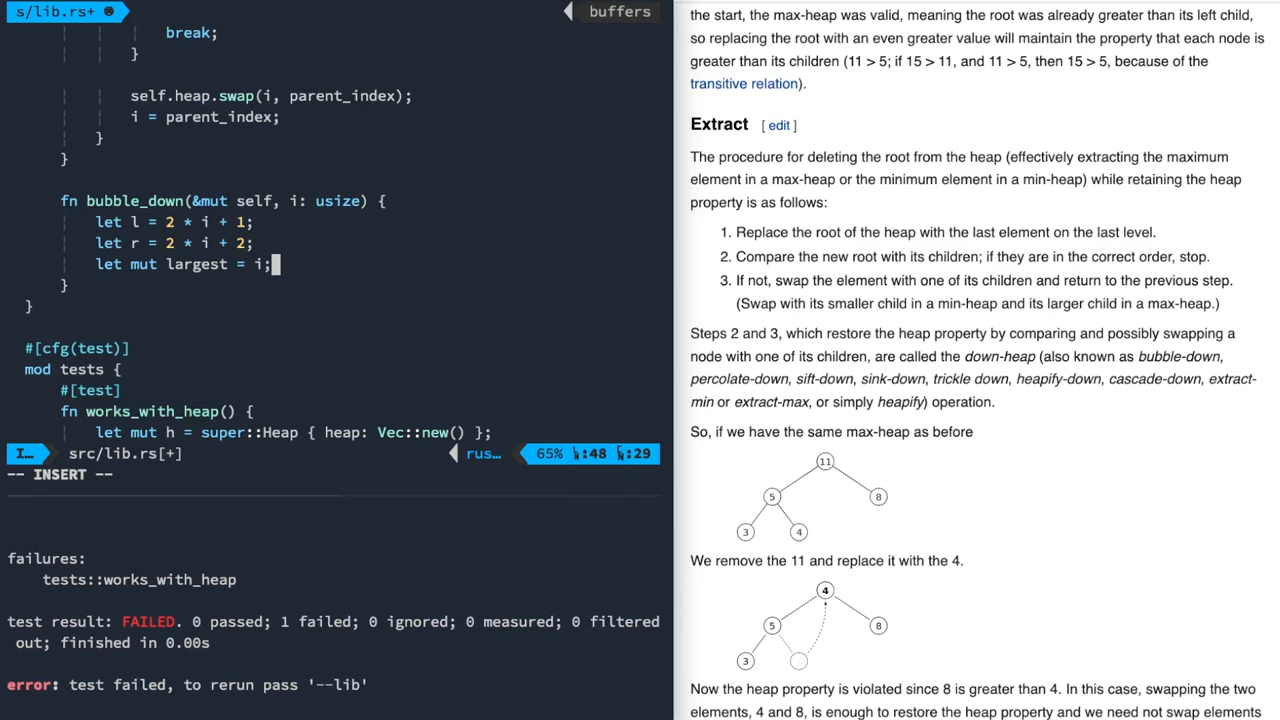 s/lib.rs+
buffers
break;
}
self.heap.swap(i, parent_index);
i = parent_index;
}
}
fn bubble_down(&mut self, i: usize) {
let l = 2 * i + 1;
let r = 2 * i + 2;
let mut largest = i;
}
}
#[cfg(test)]
mod tests {
#[test]
fn works_with_heap() {
let mut h = super::Heap { heap: Vec::new() };
I… src/lib.rs[+] rus… 65% :48 :29
-- INSERT --
failures:
tests::works_with_heap
test result: FAILED. 0 passed; 1 failed; 0 ignored; 0 measured; 0 filtered
out; finished in 0.00s
error: test failed, to rerun pass '--lib'
the start, the max-heap was valid, meaning the root was already greater than its left child,
so replacing the root with an even greater value will maintain the property that each node is
greater than its children (11 > 5; if 15 > 11, and 11 > 5, then 15 > 5, because of the
transitive relation).
Extract [ edit ]
The procedure for deleting the root from the heap (effectively extracting the maximum
element in a max-heap or the minimum element in a min-heap) while retaining the heap
property is as follows:
1. Replace the root of the heap with the last element on the last level.
2. Compare the new root with its children; if they are in the correct order, stop.
3. If not, swap the element with one of its children and return to the previous step.
(Swap with its smaller child in a min-heap and its larger child in a max-heap.)
Steps 2 and 3, which restore the heap property by comparing and possibly swapping a
node with one of its children, are called the down-heap (also known as bubble-down,
percolate-down, sift-down, sink-down, trickle down, heapify-down, cascade-down, extract-
min or extract-max, or simply heapify) operation.
So, if we have the same max-heap as before
11
5 8
3 4
We remove the 11 and replace it with the 4.
4
5 8
3
Now the heap property is violated since 8 is greater than 4. In this case, swapping the two
elements, 4 and 8, is enough to restore the heap property and we need not swap elements